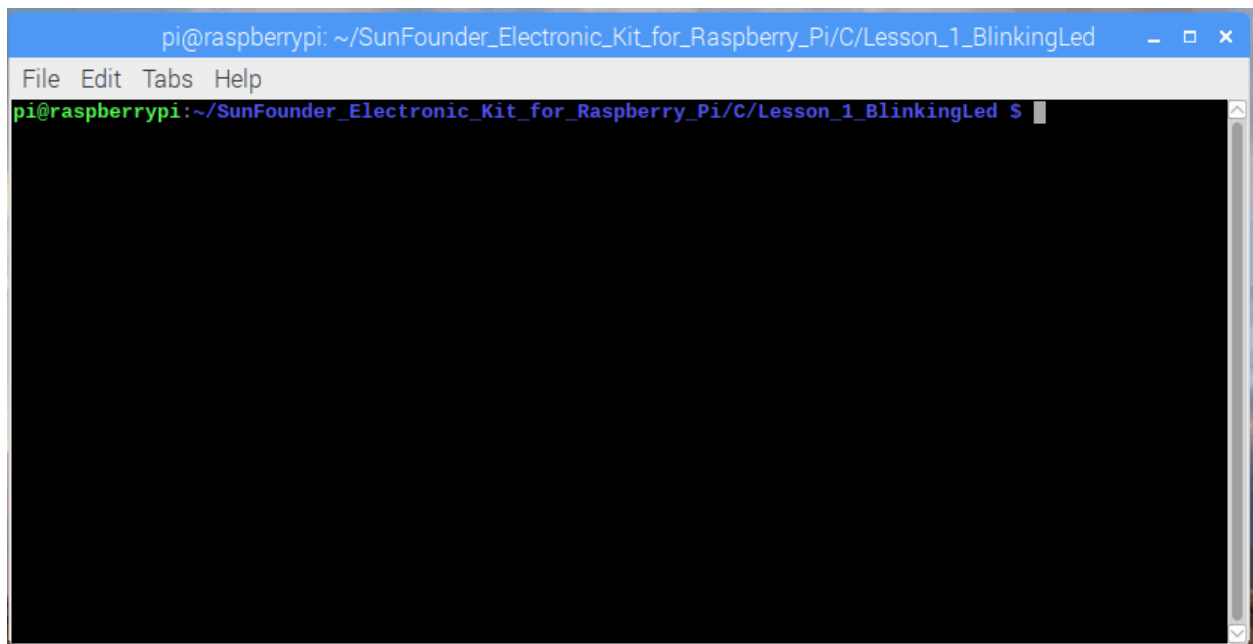 pi@raspberrypi: ~/SunFounder_Electronic_Kit_for_Raspberry_Pi/C/Lesson_1_BlinkingLed
File Edit Tabs Help
pi@raspberrypi:~/SunFounder_Electronic_Kit_for_Raspberry_Pi/C/Lesson_1_BlinkingLed $